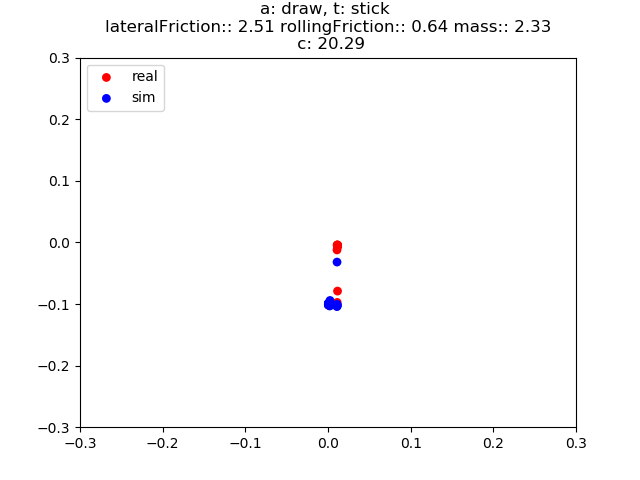 a: draw, t: stick
lateralFriction:: 2.51 rollingFriction:: 0.64 mass:: 2.33
c: 20.29
real
sim
0.3
0.2
0.1
0.0
−0.1
−0.2
−0.3
−0.3
−0.2
−0.1
0.0
0.1
0.2
0.3